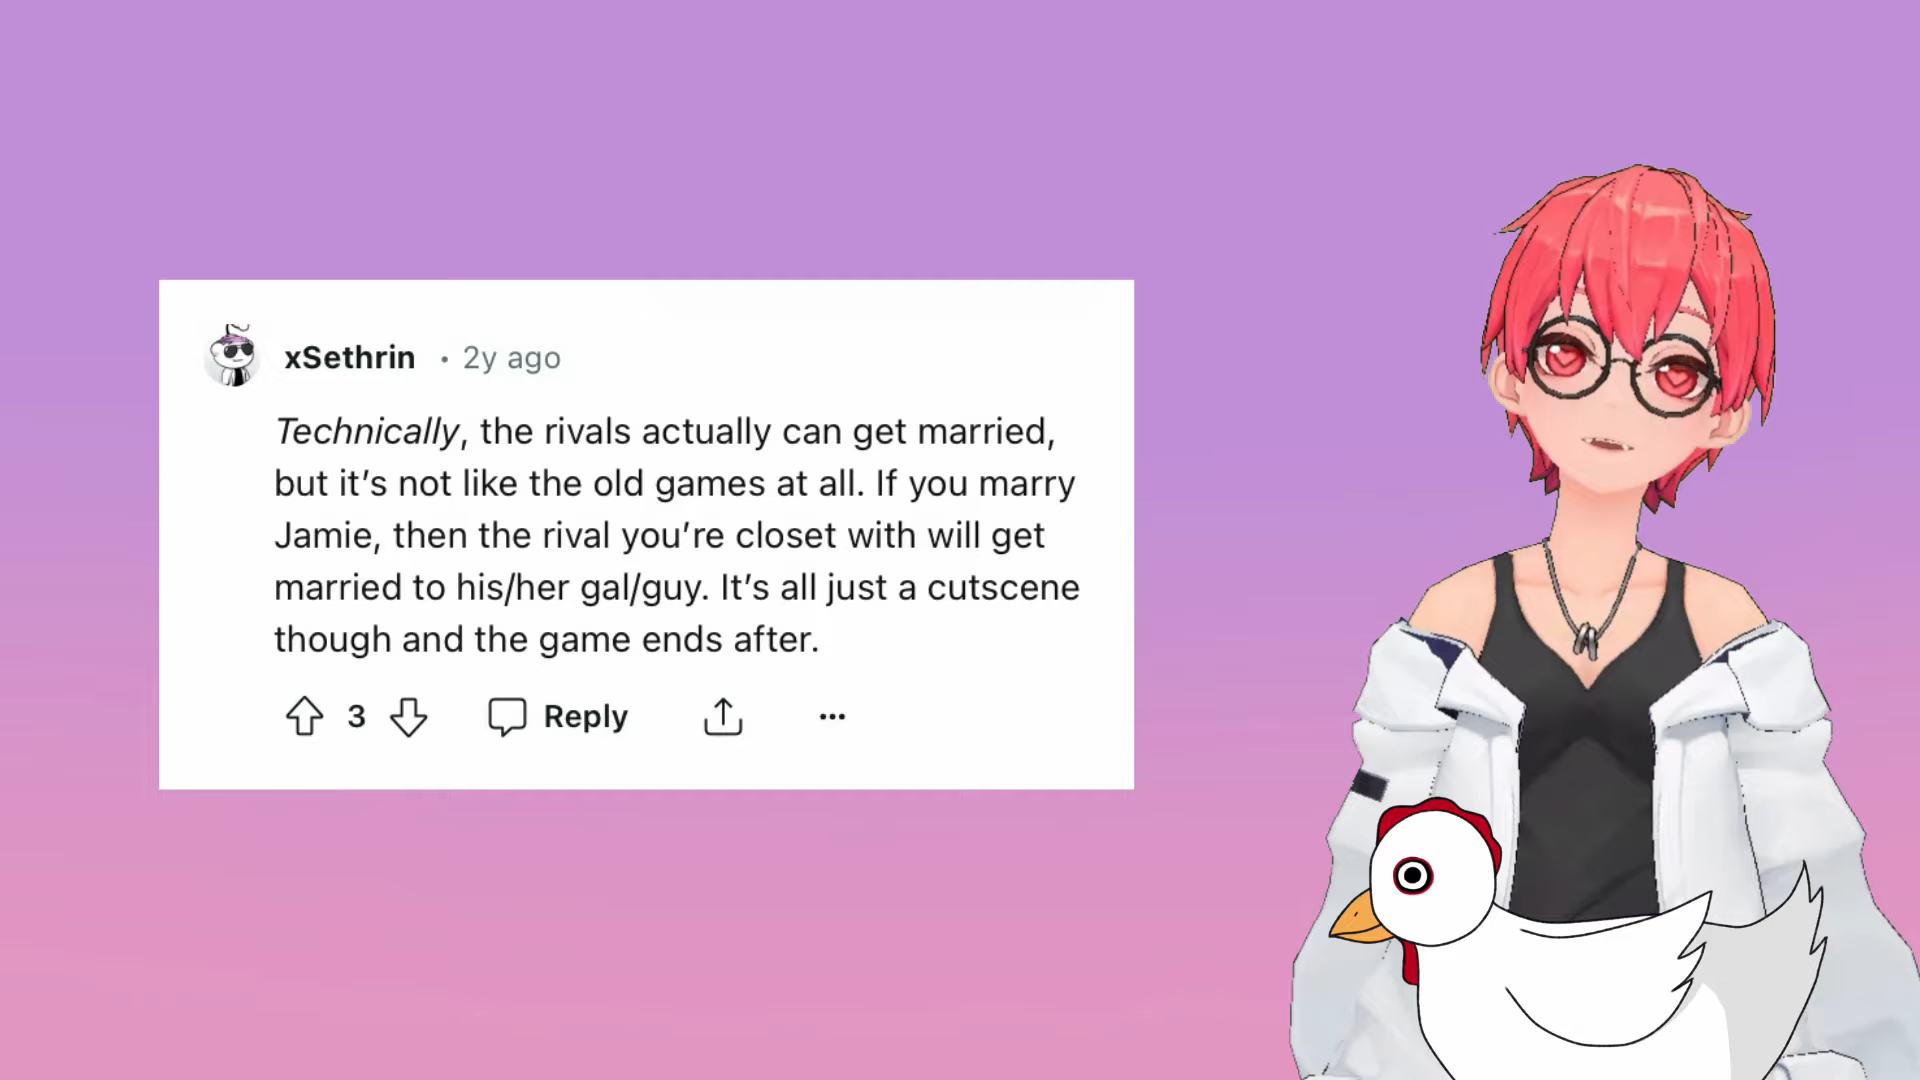 xSethrin • 2y ago
Technically, the rivals actually can get married,
but it’s not like the old games at all. If you marry
Jamie, then the rival you’re closet with will get
married to his/her gal/guy. It’s all just a cutscene
though and the game ends after.
3 Reply ...